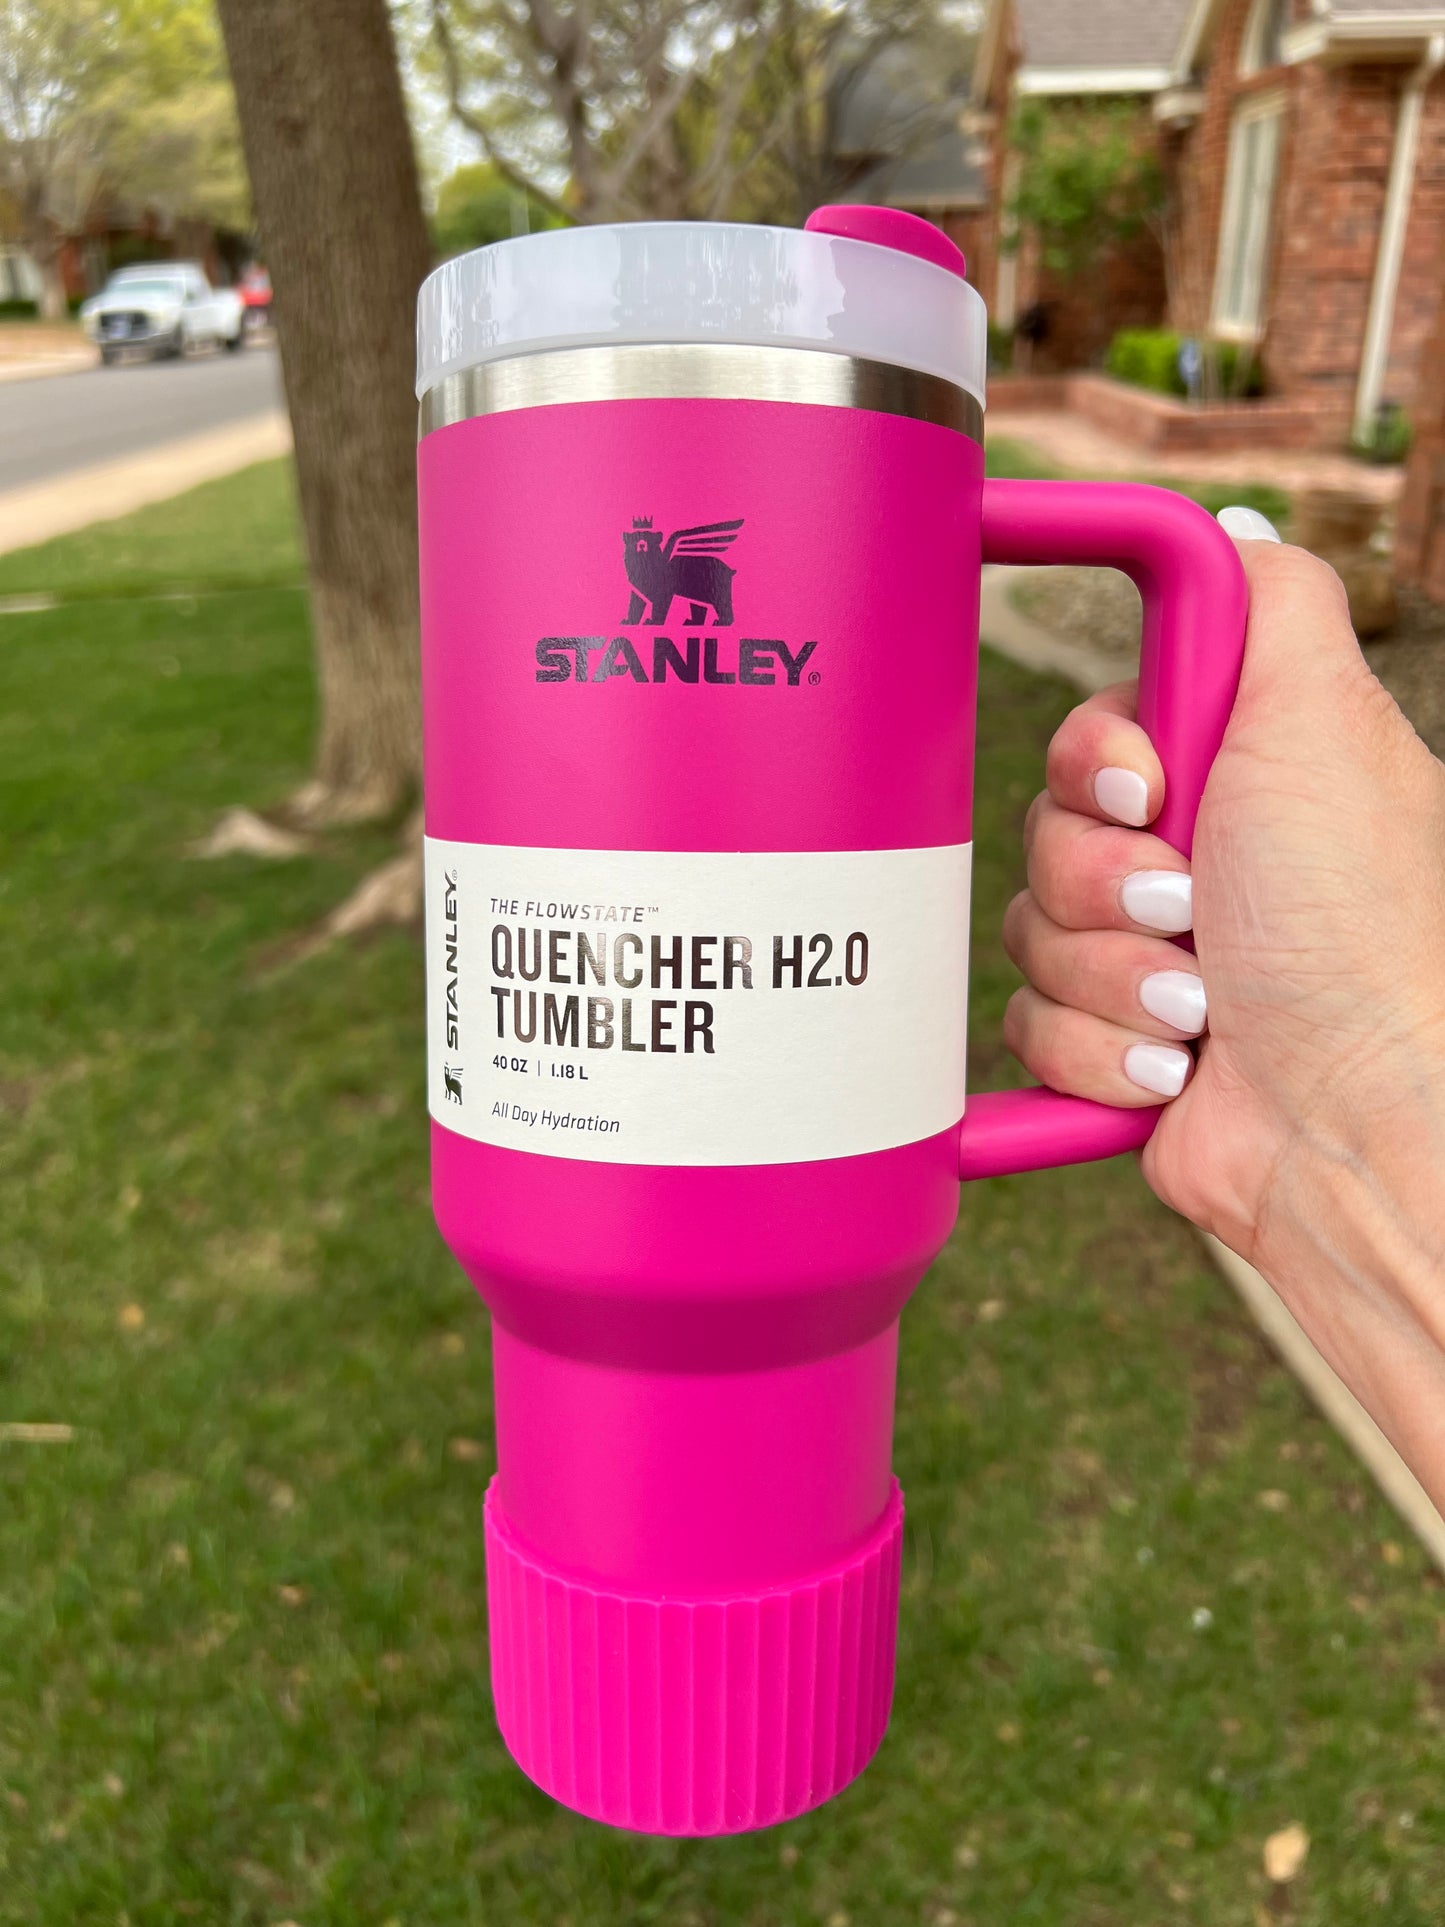 STANLEY®
STANLEY®
THE FLOWSTATE™
QUENCHER H2.0
TUMBLER
40 OZ | 1.18 L
All Day Hydration